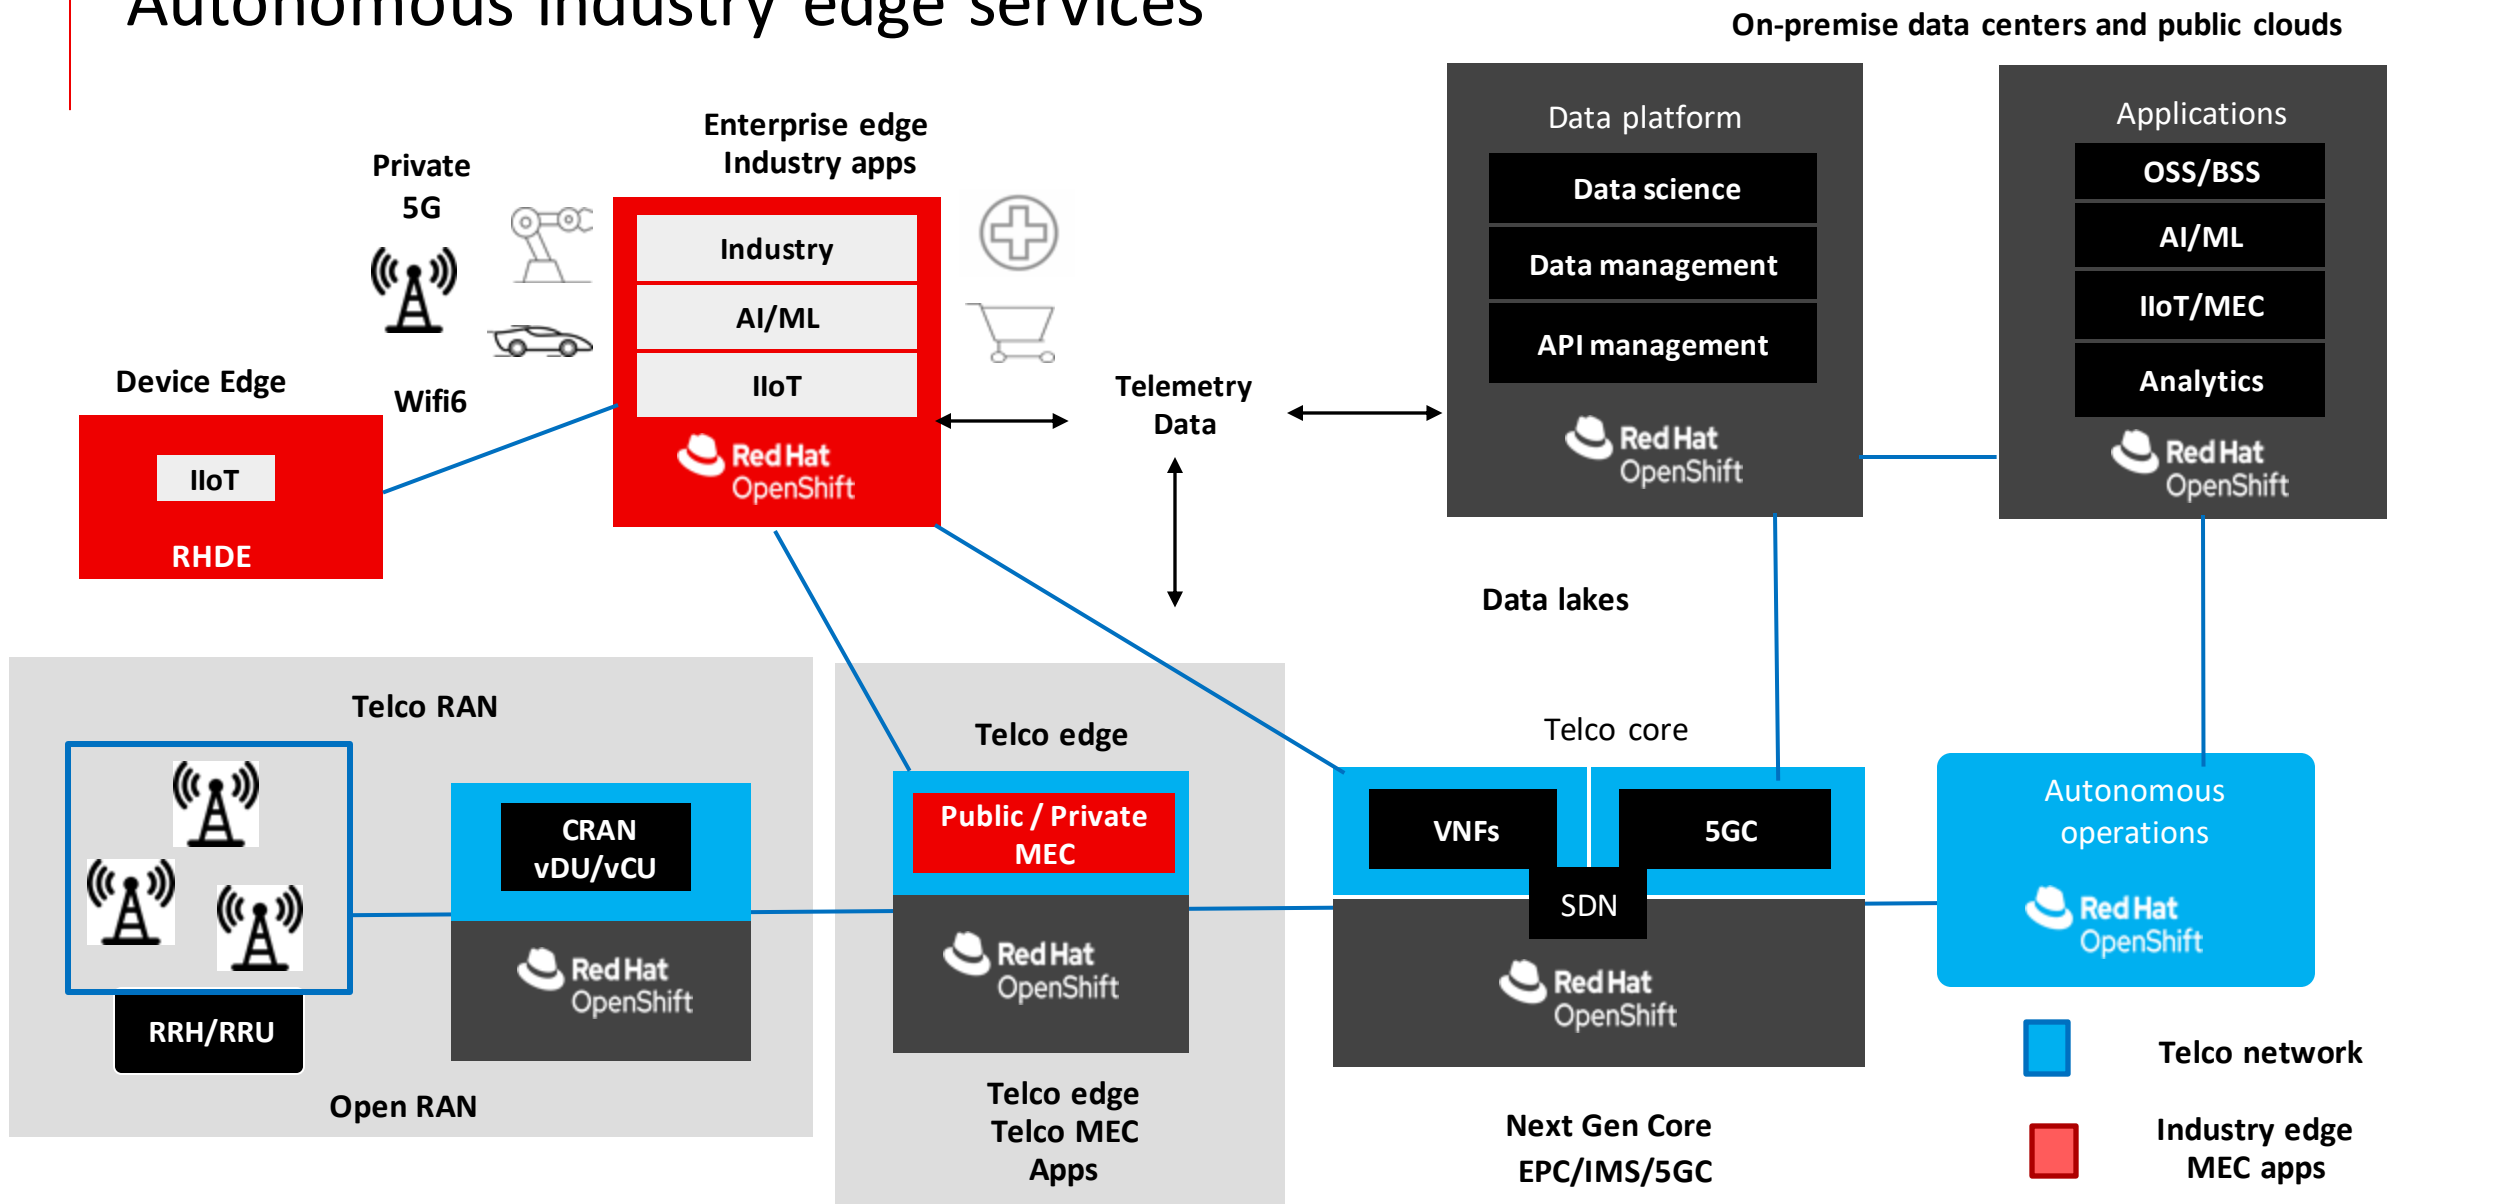 Autonomous industry edge services
On-premise data centers and public clouds
Enterprise edge
Industry apps
Private
5G
Industry
AI/ML
IIoT
Red Hat
OpenShift
Device Edge
Wifi6
IIoT
RHDE
Telemetry
Data
Data platform
Data science
Data management
API management
Red Hat
OpenShift
Applications
OSS/BSS
AI/ML
IIoT/MEC
Analytics
Red Hat
OpenShift
Data lakes
Telco RAN
CRAN
vDU/vCU
Red Hat
OpenShift
RRH/RRU
Open RAN
Telco edge
Public / Private
MEC
Red Hat
OpenShift
Telco edge
Telco MEC
Apps
Telco core
VNFs
5GC
SDN
Red Hat
OpenShift
Next Gen Core
EPC/IMS/5GC
Autonomous
operations
Red Hat
OpenShift
Telco network
Industry edge
MEC apps